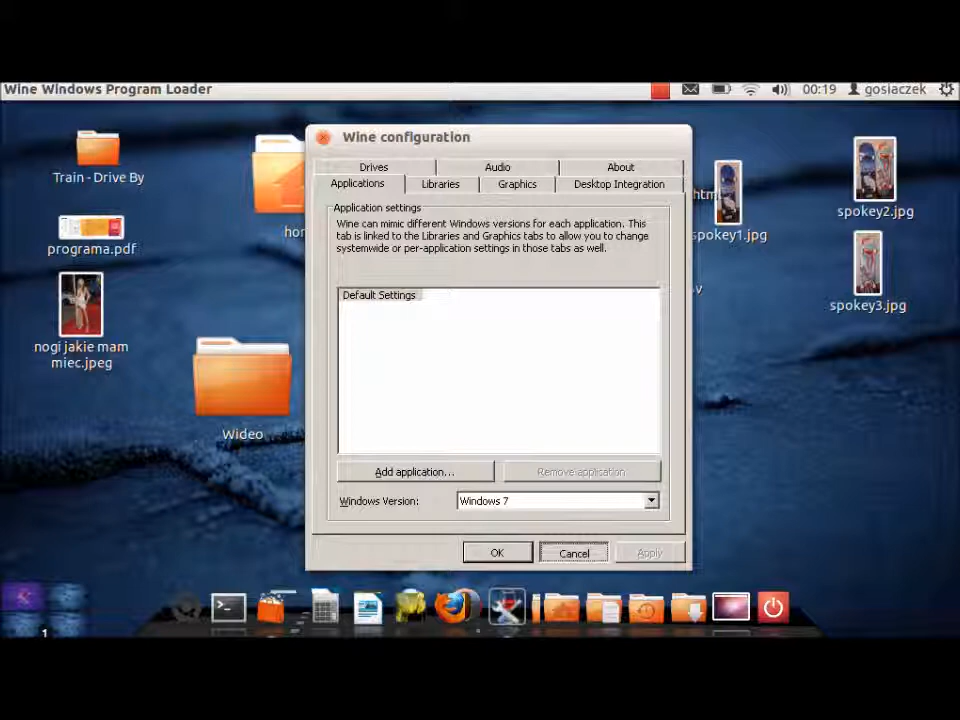 Wine Windows Program Loader
00:19
gosiaczek
Train - Drive By
programa.pdf
nogi jakie mam
miec.jpeg
hor
Wideo
Wine configuration
Drives
Audio
About
Applications
Libraries
Graphics
Desktop Integration
Application settings
Wine can mimic different Windows versions for each application. This
tab is linked to the Libraries and Graphics tabs to allow you to change
systemwide or per-application settings in those tabs as well.
Default Settings
Add application...
Remove application
Windows Version:
Windows 7
OK
Cancel
Apply
html
spokey1.jpg
spokey2.jpg
spokey3.jpg
1